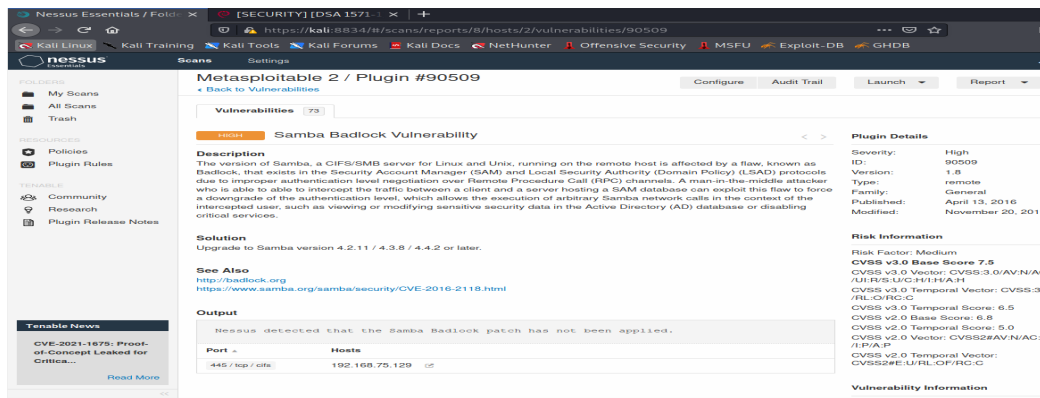 Nessus Essentials / Folde
[SECURITY] [DSA 1571-1
https://kali:8834/#/scans/reports/8/hosts/2/vulnerabilities/90509
Kali Linux Kali Training Kali Tools Kali Forums Kali Docs NetHunter Offensive Security MSFU Exploit-DB GHDB
nessus Essentials Scans Settings
FOLDERS
My Scans
All Scans
Trash
RESOURCES
Policies
Plugin Rules
TENABLE
Community
Research
Plugin Release Notes
Tenable News
CVE-2021-1675: Proof-
of-Concept Leaked for
Critica...
Read More
Metasploitable 2 / Plugin #90509
Back to Vulnerabilities
Configure Audit Trail Launch Report
Vulnerabilities 73
HIGH Samba Badlock Vulnerability
Description
The version of Samba, a CIFS/SMB server for Linux and Unix, running on the remote host is affected by a flaw, known as
Badlock, that exists in the Security Account Manager (SAM) and Local Security Authority (Domain Policy) (LSAD) protocols
due to improper authentication level negotiation over Remote Procedure Call (RPC) channels. A man-in-the-middle attacker
who is able to able to intercept the traffic between a client and a server hosting a SAM database can exploit this flaw to force
a downgrade of the authentication level, which allows the execution of arbitrary Samba network calls in the context of the
intercepted user, such as viewing or modifying sensitive security data in the Active Directory (AD) database or disabling
critical services.
Solution
Upgrade to Samba version 4.2.11 / 4.3.8 / 4.4.2 or later.
See Also
http://badlock.org
https://www.samba.org/samba/security/CVE-2016-2118.html
Output
Nessus detected that the Samba Badlock patch has not been applied.
Port Hosts
445 / tcp / cifs 192.168.75.129
Plugin Details
Severity: High
ID: 90509
Version: 1.8
Type: remote
Family: General
Published: April 13, 2016
Modified: November 20, 201
Risk Information
Risk Factor: Medium
CVSS v3.0 Base Score 7.5
CVSS v3.0 Vector: CVSS:3.0/AV:N/AC
/UI:R/S:U/C:H/I:H/A:H
CVSS v3.0 Temporal Vector: CVSS:3
/RL:O/RC:C
CVSS v3.0 Temporal Score: 6.5
CVSS v2.0 Base Score: 6.8
CVSS v2.0 Temporal Score: 5.0
CVSS v2.0 Vector: CVSS2#AV:N/AC:
/I:P/A:P
CVSS v2.0 Temporal Vector:
CVSS2#E:U/RL:OF/RC:C
Vulnerability Information